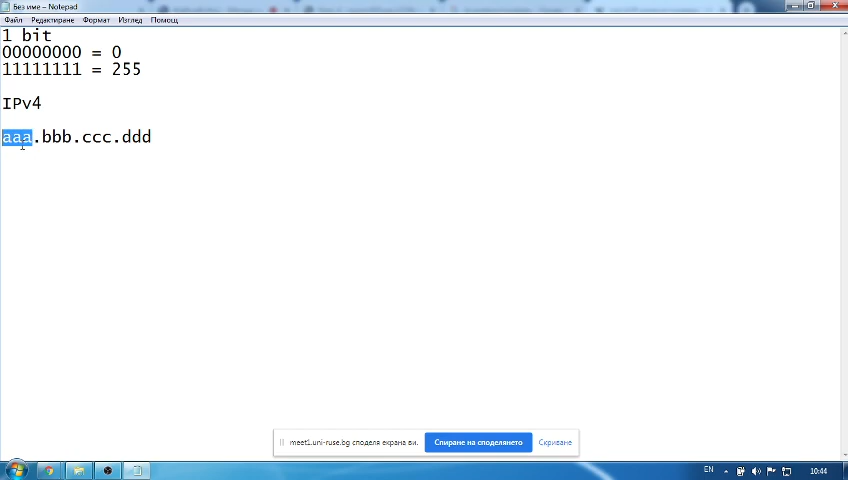 Без име – Notepad
Файл Редактиране Формат Изглед Помощ
1 bit
00000000 = 0
11111111 = 255
IPv4
aaa.bbb.ccc.ddd
meet1.uni-ruse.bg споделя екрана ви.
Спиране на споделянето
Скриване
EN
10:44